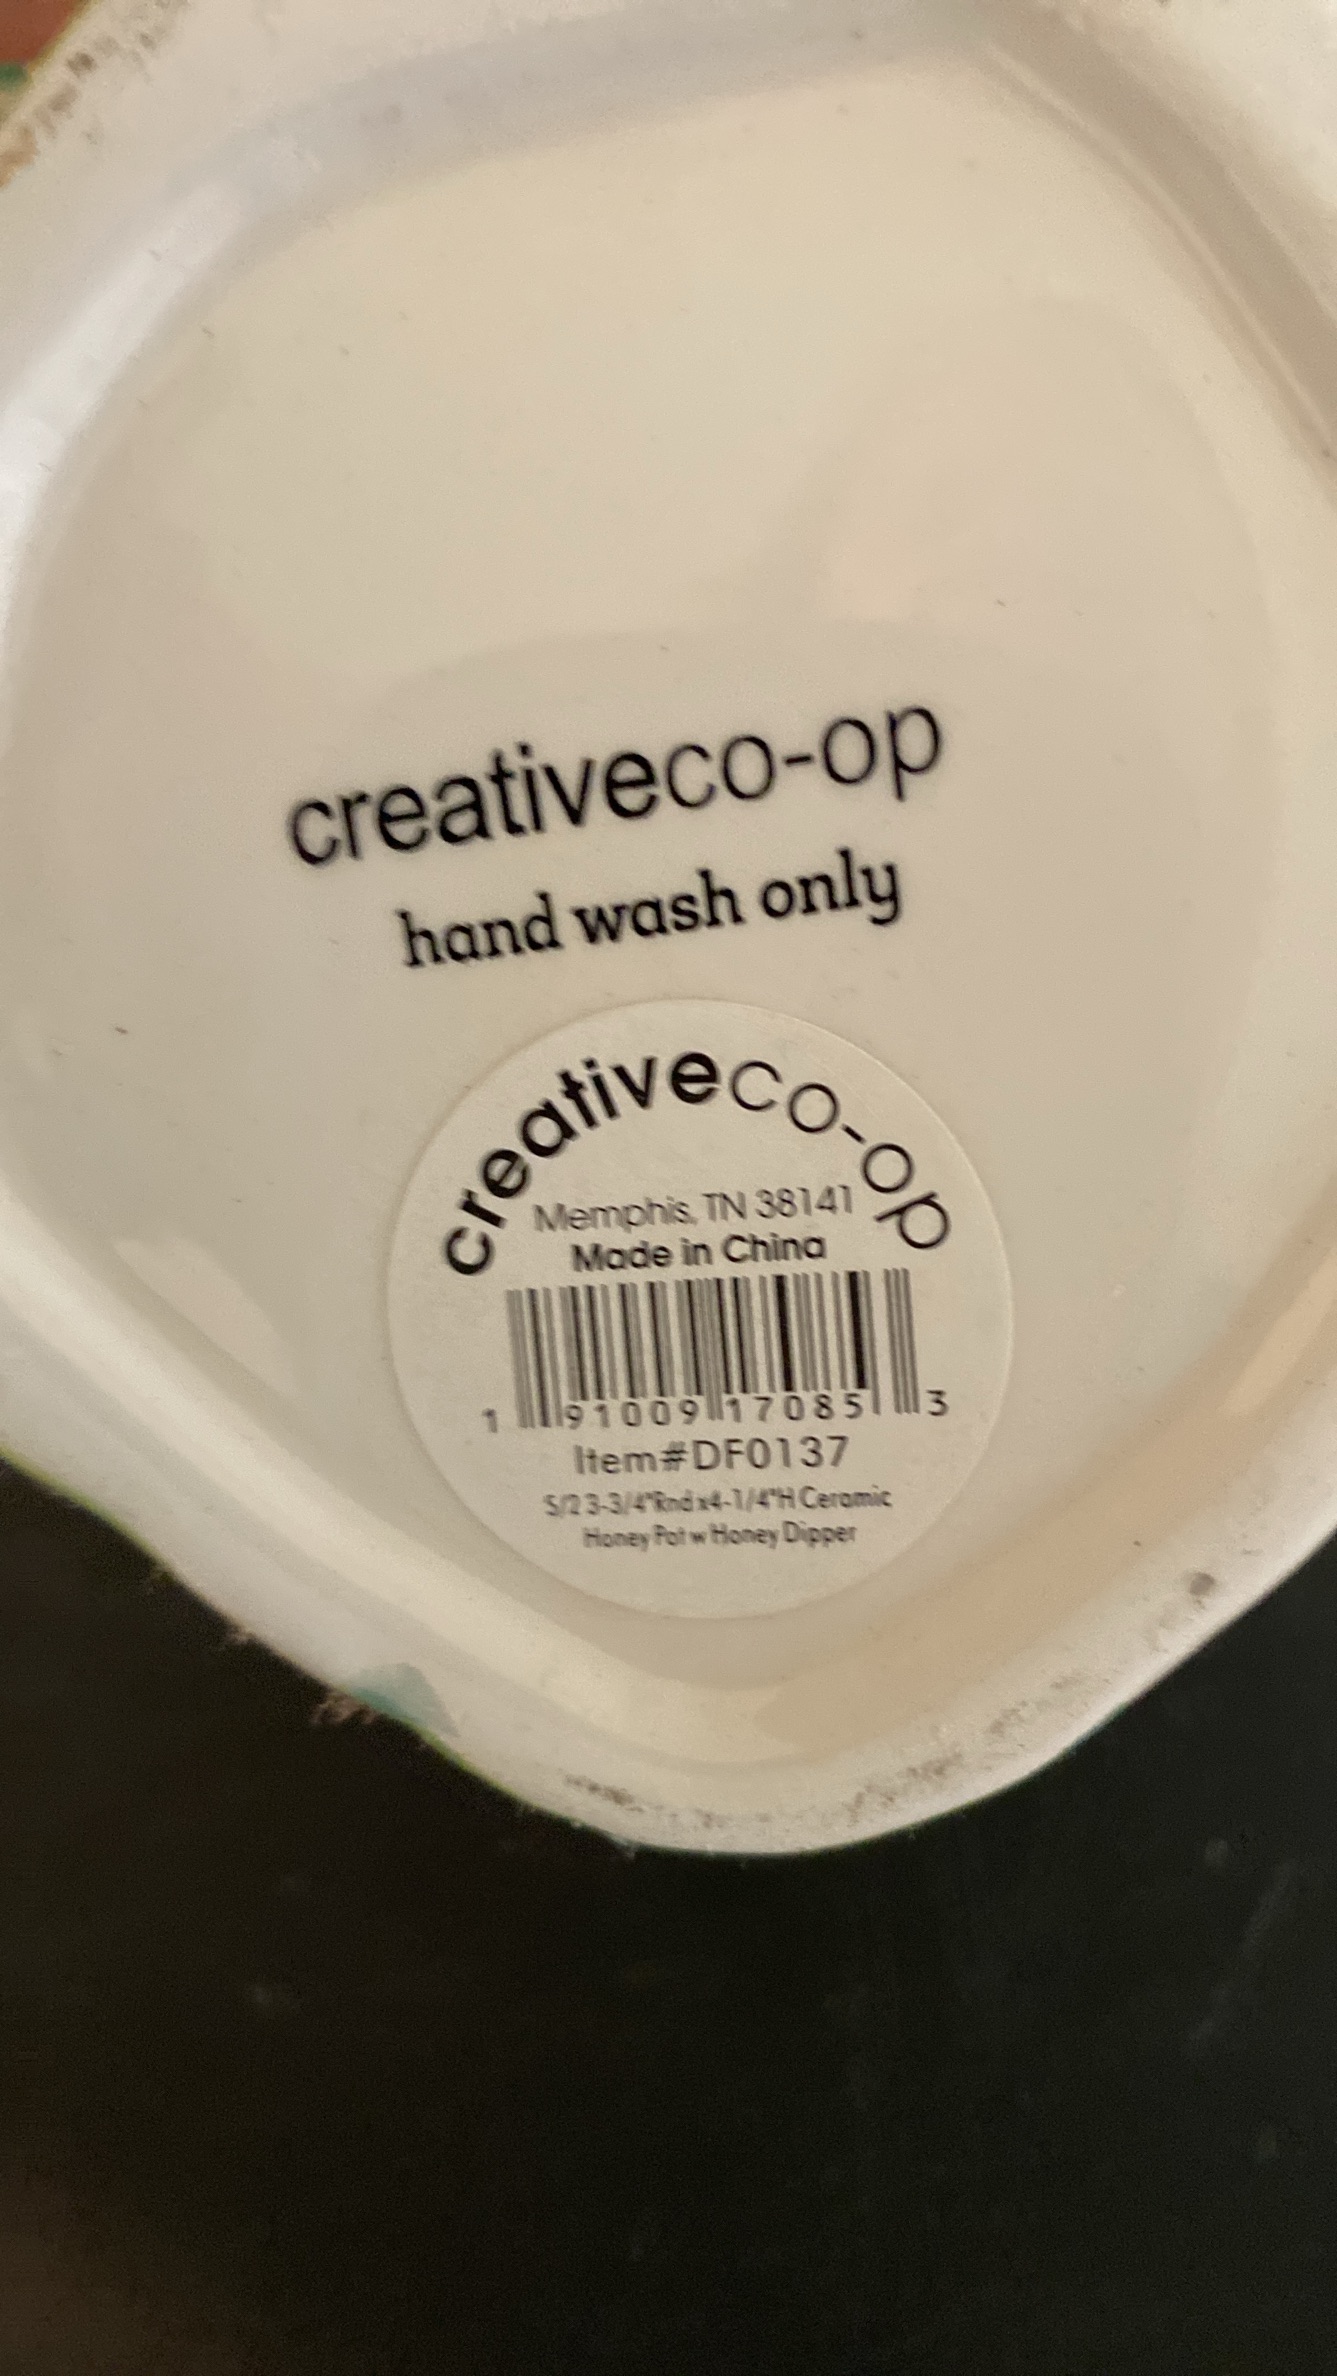 creativeco-op
hand wash only
creativeco-op
Memphis, TN 38141
Made in China
1 91009 17085 3
Item#DF0137
S/2 3-3/4"Rnd x4-1/4"H Ceramic
Honey Pot w Honey Dipper